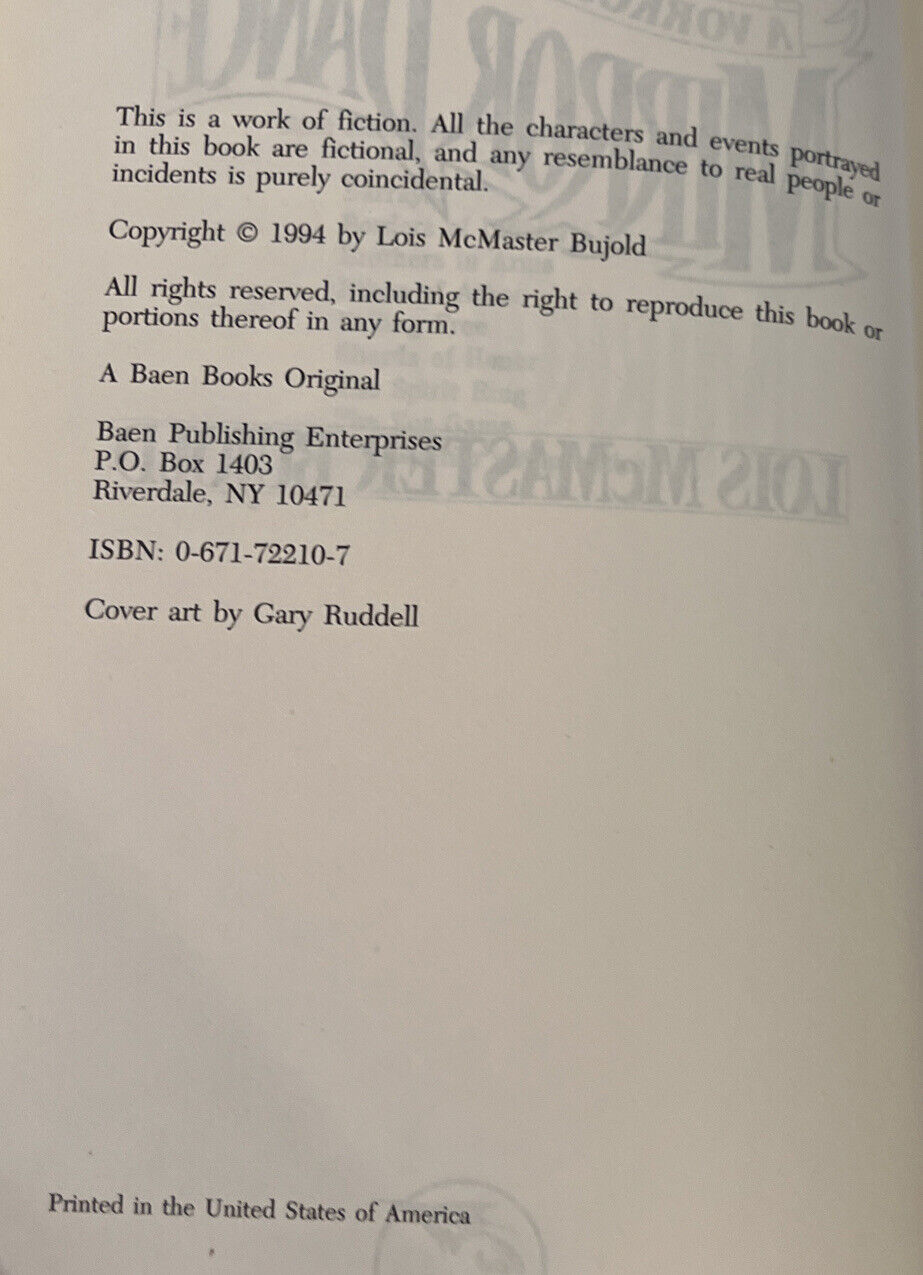 This is a work of fiction. All the characters and events portrayed
in this book are fictional, and any resemblance to real people or
incidents is purely coincidental.
Copyright © 1994 by Lois McMaster Bujold
All rights reserved, including the right to reproduce this book or
portions thereof in any form.
A Baen Books Original
Baen Publishing Enterprises
P.O. Box 1403
Riverdale, NY 10471
ISBN: 0-671-72210-7
Cover art by Gary Ruddell
Printed in the United States of America